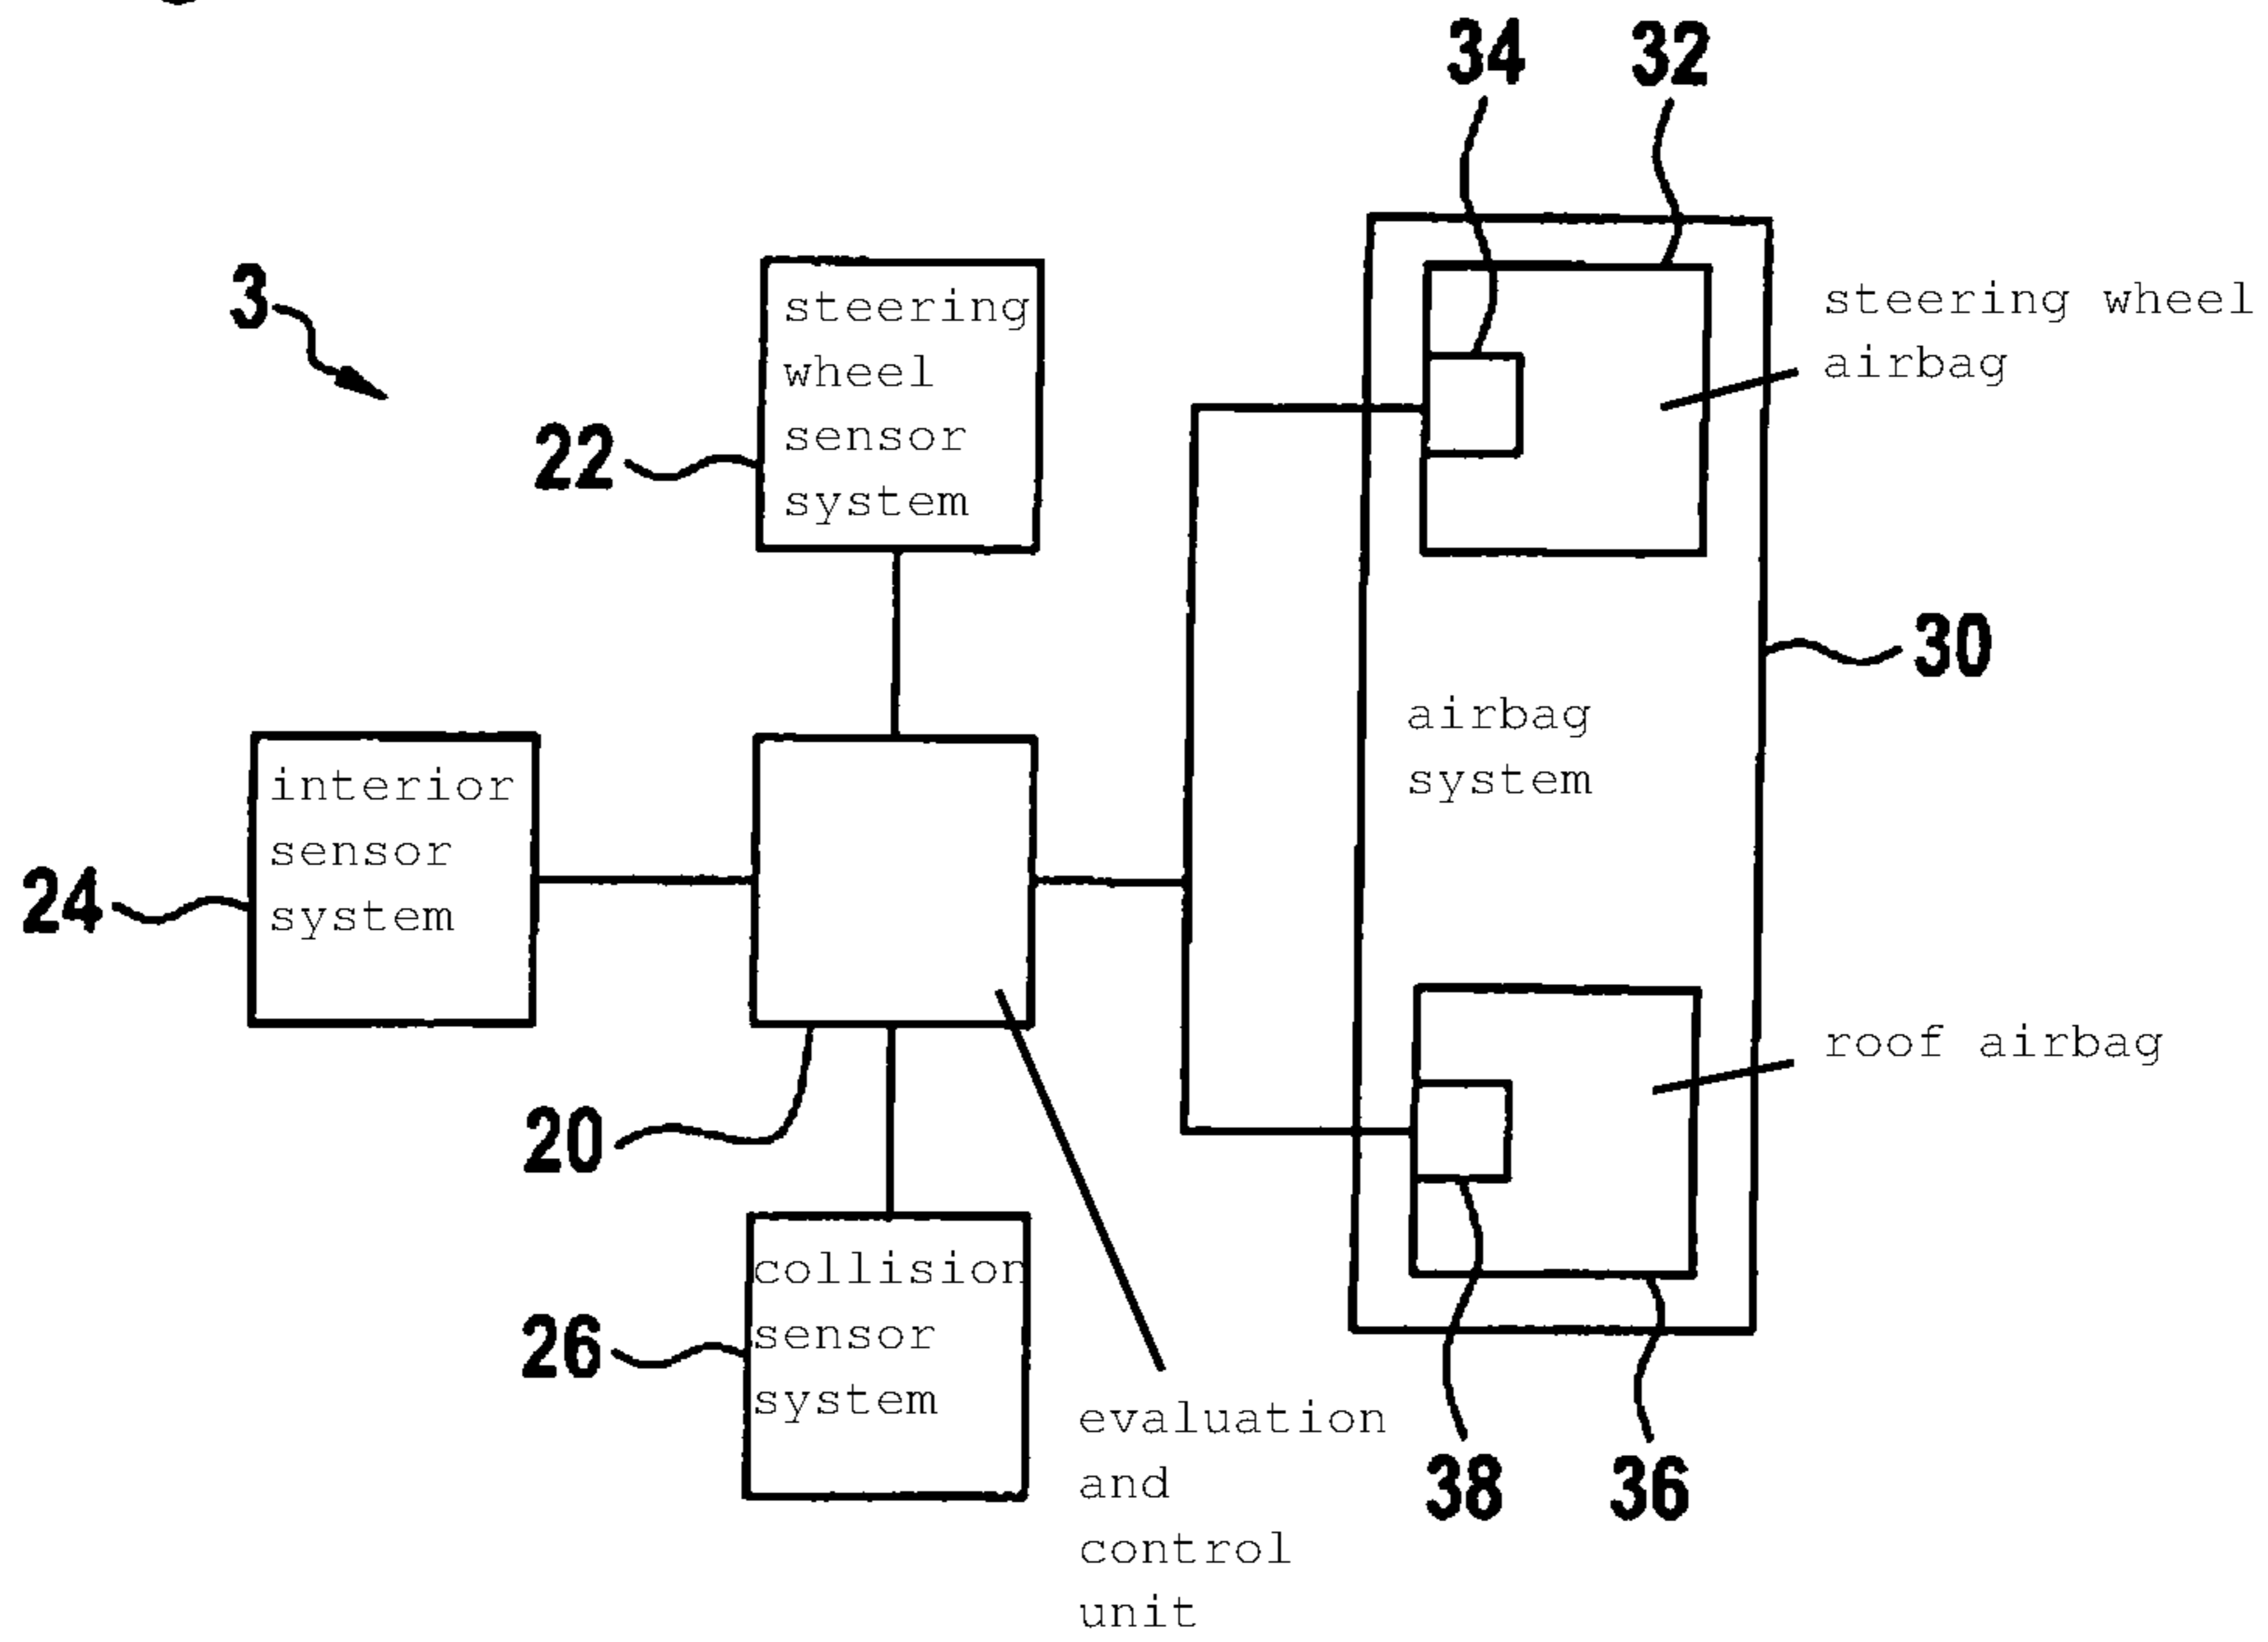 34 32
3
steering
wheel
sensor
system
22
steering wheel
airbag
30
airbag
system
interior
sensor
system
24
roof airbag
20
collision
sensor
system
26
evaluation
and
control
unit
38 36